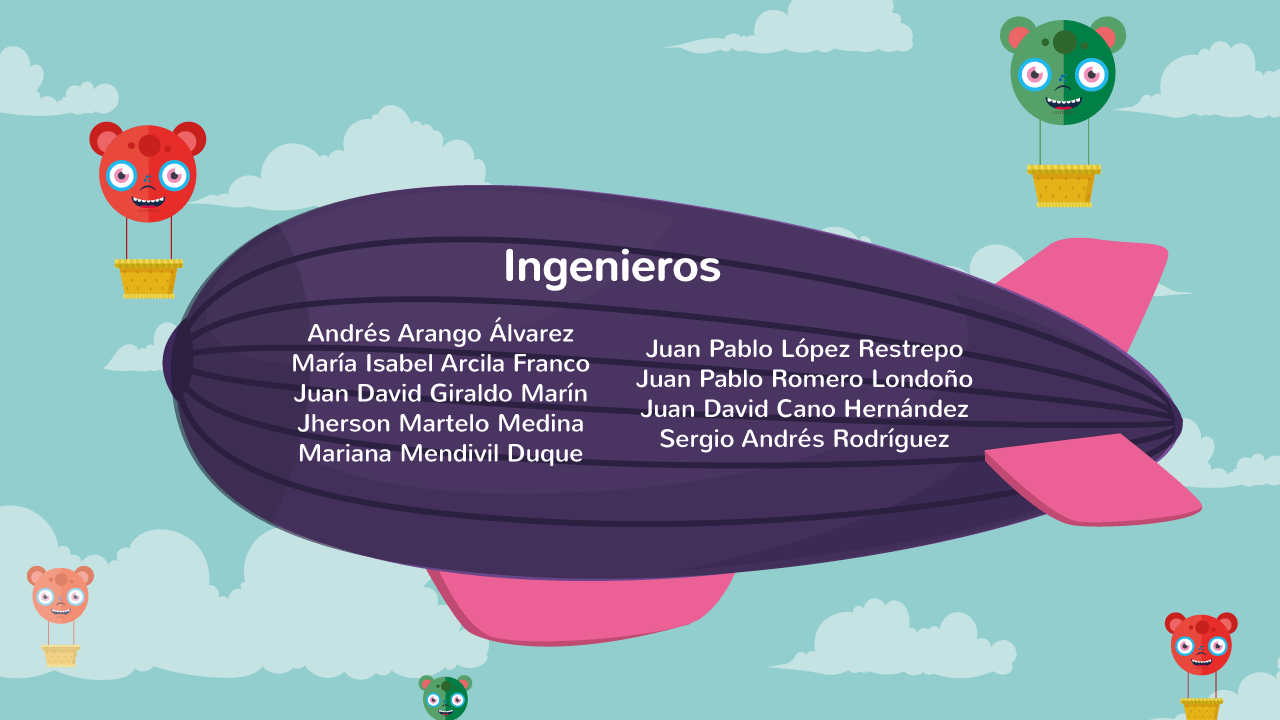 Ingenieros
Andrés Arango Álvarez
María Isabel Arcila Franco
Juan David Giraldo Marín
Jherson Martelo Medina
Mariana Mendivil Duque
Juan Pablo López Restrepo
Juan Pablo Romero Londoño
Juan David Cano Hernández
Sergio Andrés Rodríguez